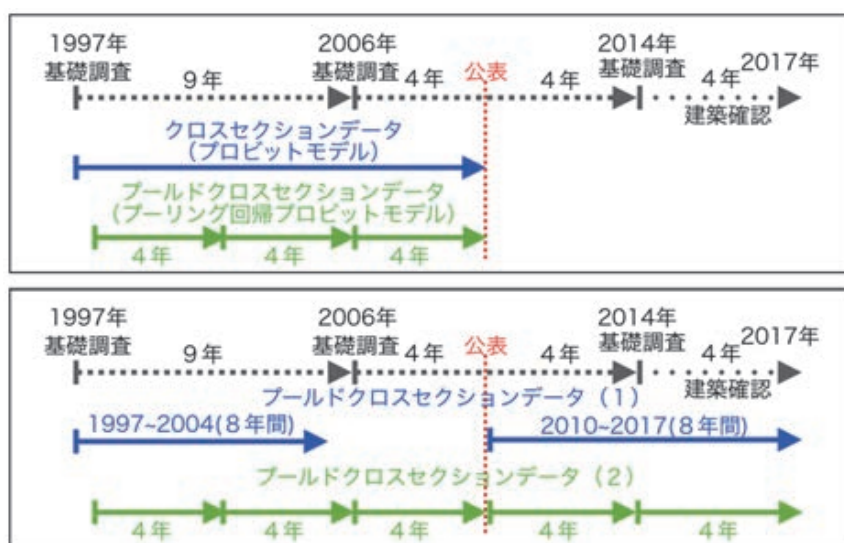 1997年 2006年 2014年 2017年
基礎調査 基礎調査 公表 基礎調査
9年 4年 4年 4年
建築確認
クロスセクションデータ
(プロビットモデル)
プールドクロスセクションデータ
(プーリング回帰プロビットモデル)
4年 4年 4年
1997年 2006年 2014年 2017年
基礎調査 基礎調査 公表 基礎調査
9年 4年 4年 4年
建築確認
プールドクロスセクションデータ(1)
1997~2004(8年間) 2010~2017(8年間)
プールドクロスセクションデータ(2)
4年 4年 4年 4年 4年